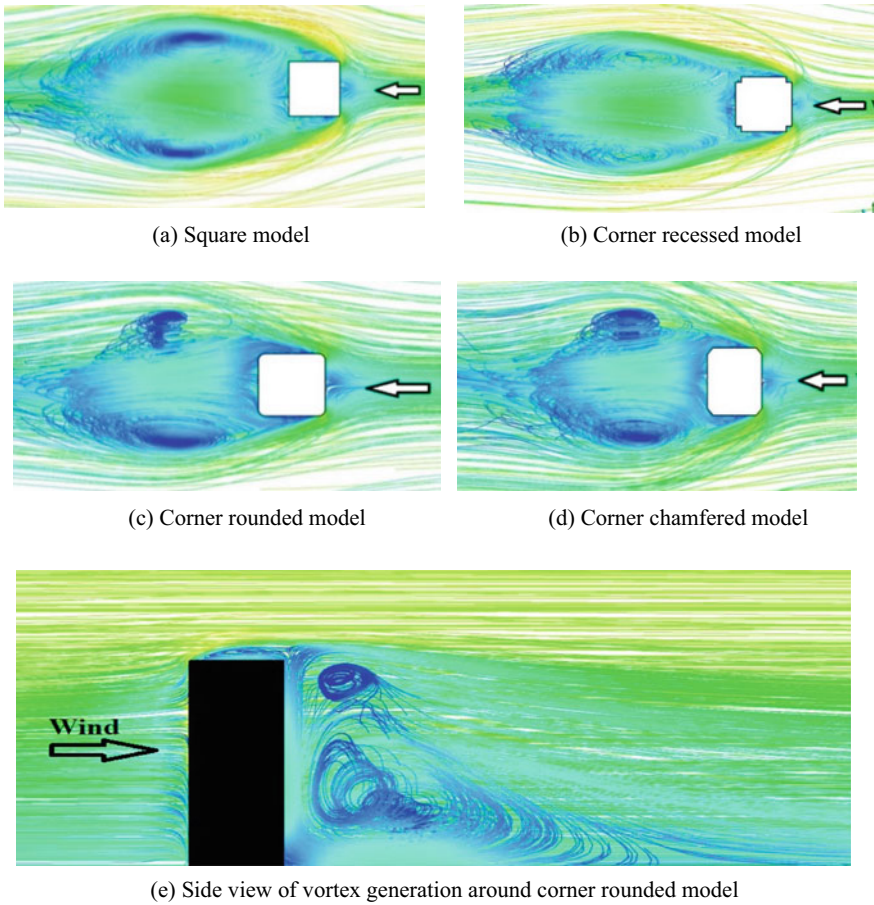 (a) Square model
(b) Corner recessed model
(c) Corner rounded model
(d) Corner chamfered model
Wind
(e) Side view of vortex generation around corner rounded model